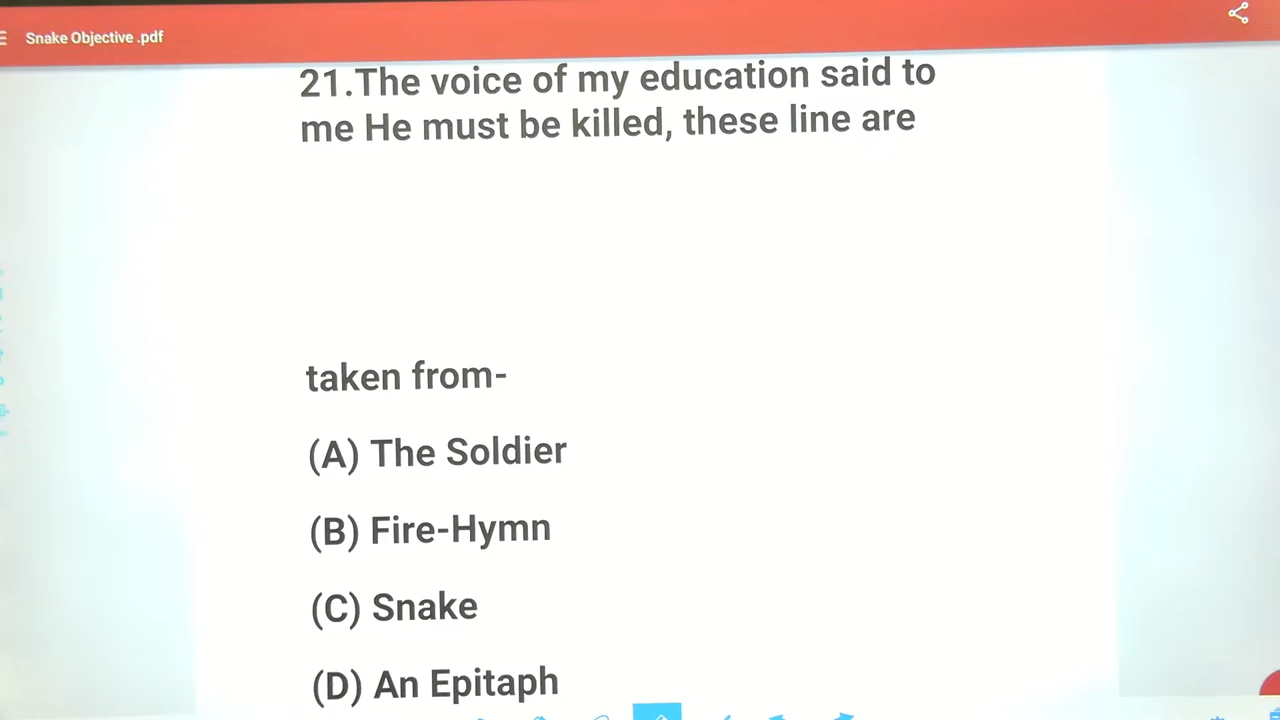 Snake Objective .pdf
21.The voice of my education said to
me He must be killed, these line are
taken from-
(A) The Soldier
(B) Fire-Hymn
(C) Snake
(D) An Epitaph